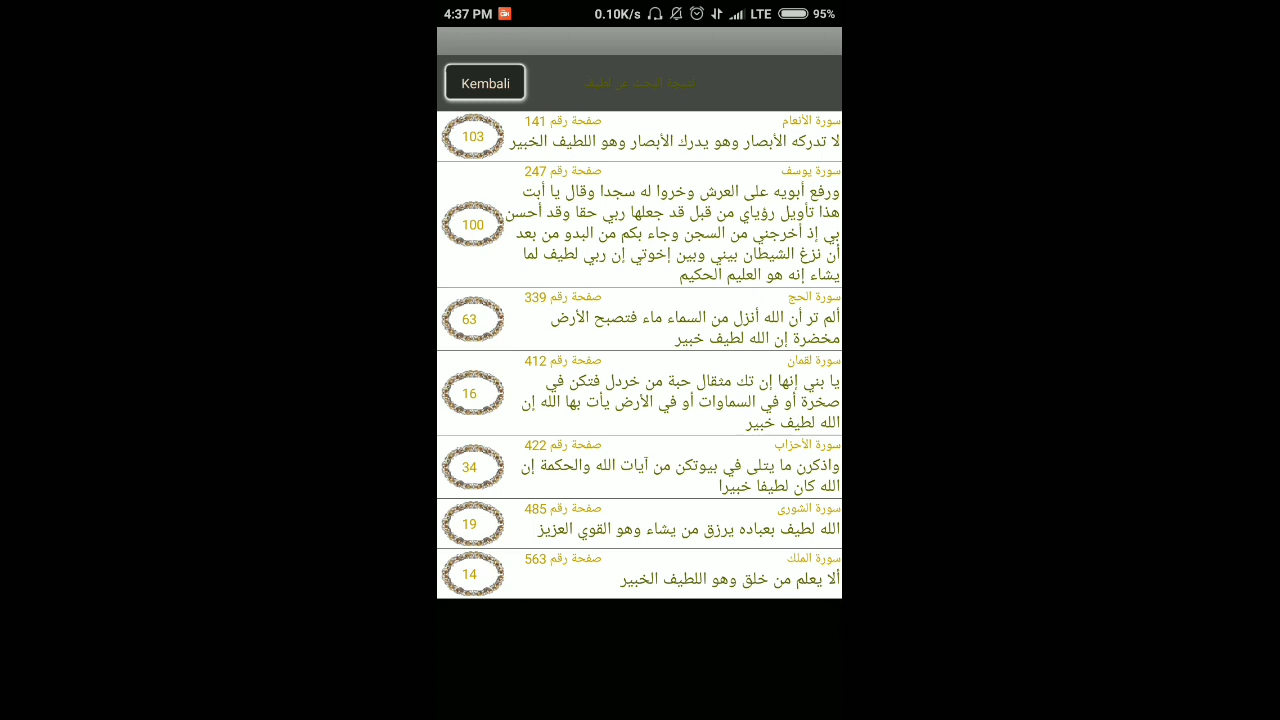 4:37 PM 0.10K/s LTE 95%
Kembali نتيجة البحث عن لطيف
سورة الأنعام صفحة رقم 141
لا تدركه الأبصار وهو يدرك الأبصار وهو اللطيف الخبير
103
سورة يوسف صفحة رقم 247
ورفع أبويه على العرش وخروا له سجدا وقال يا أبت
هذا تأويل رؤياي من قبل قد جعلها ربي حقا وقد أحسن
بي إذ أخرجني من السجن وجاء بكم من البدو من بعد
أن نزغ الشيطان بيني وبين إخوتي إن ربي لطيف لما
يشاء إنه هو العليم الحكيم
100
سورة الحج صفحة رقم 339
ألم تر أن الله أنزل من السماء ماء فتصبح الأرض
مخضرة إن الله لطيف خبير
63
سورة لقمان صفحة رقم 412
يا بني إنها إن تك مثقال حبة من خردل فتكن في
صخرة أو في السماوات أو في الأرض يأت بها الله إن
الله لطيف خبير
16
سورة الأحزاب صفحة رقم 422
واذكرن ما يتلى في بيوتكن من آيات الله والحكمة إن
الله كان لطيفا خبيرا
34
سورة الشورى صفحة رقم 485
الله لطيف بعباده يرزق من يشاء وهو القوي العزيز
19
سورة الملك صفحة رقم 563
ألا يعلم من خلق وهو اللطيف الخبير
14